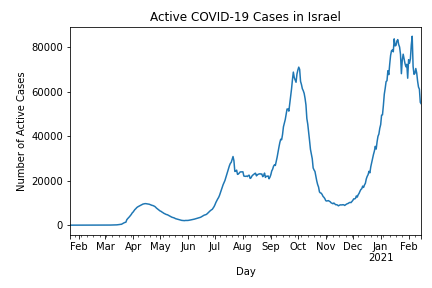 Active COVID-19 Cases in Israel
Number of Active Cases
80000
60000
40000
20000
0
Feb Mar Apr May Jun Jul Aug Sep Oct Nov Dec Jan Feb
2021
Day